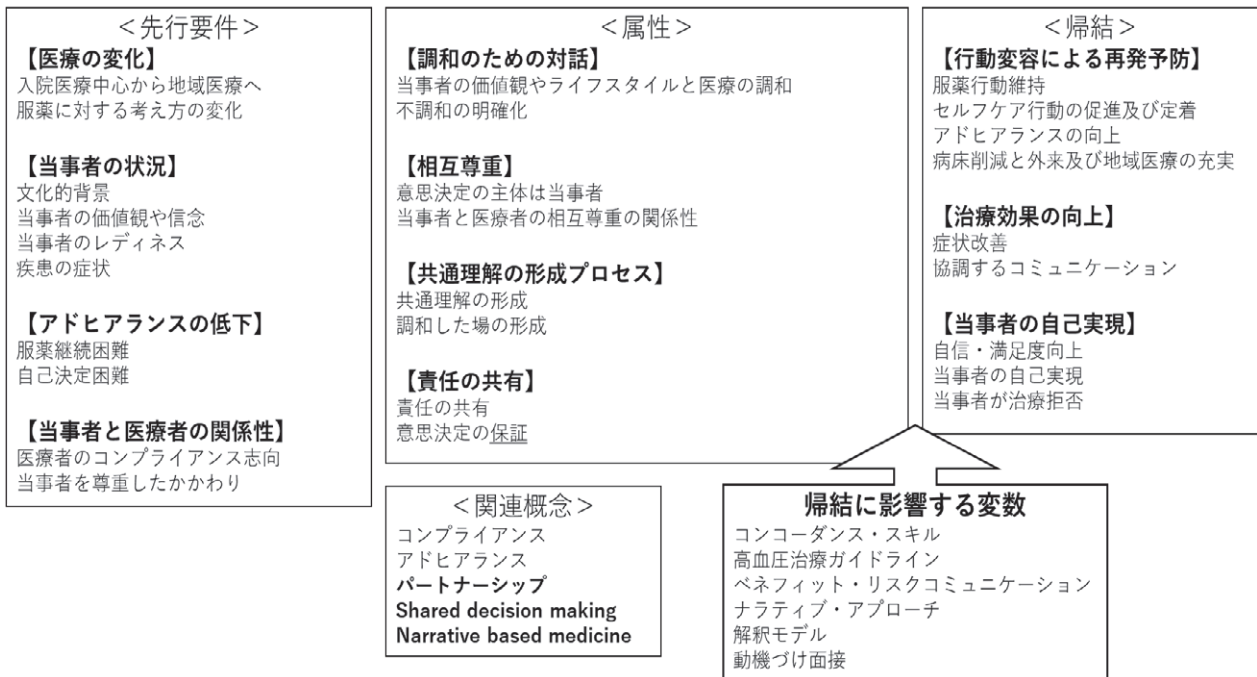 ＜先行要件＞
【医療の変化】
入院医療中心から地域医療へ
服薬に対する考え方の変化
【当事者の状況】
文化的背景
当事者の価値観や信念
当事者のレディネス
疾患の症状
【アドヒアランスの低下】
服薬継続困難
自己決定困難
【当事者と医療者の関係性】
医療者のコンプライアンス志向
当事者を尊重したかかわり
＜属性＞
【調和のための対話】
当事者の価値観やライフスタイルと医療の調和
不調和の明確化
【相互尊重】
意思決定の主体は当事者
当事者と医療者の相互尊重の関係性
【共通理解の形成プロセス】
共通理解の形成
調和した場の形成
【責任の共有】
責任の共有
意思決定の保証
＜帰結＞
【行動変容による再発予防】
服薬行動維持
セルフケア行動の促進及び定着
アドヒアランスの向上
病床削減と外来及び地域医療の充実
【治療効果の向上】
症状改善
協調するコミュニケーション
【当事者の自己実現】
自信・満足度向上
当事者の自己実現
当事者が治療拒否
＜関連概念＞
コンプライアンス
アドヒアランス
パートナーシップ
Shared decision making
Narrative based medicine
帰結に影響する変数
コンコーダンス・スキル
高血圧治療ガイドライン
ベネフィット・リスクコミュニケーション
ナラティブ・アプローチ
解釈モデル
動機づけ面接